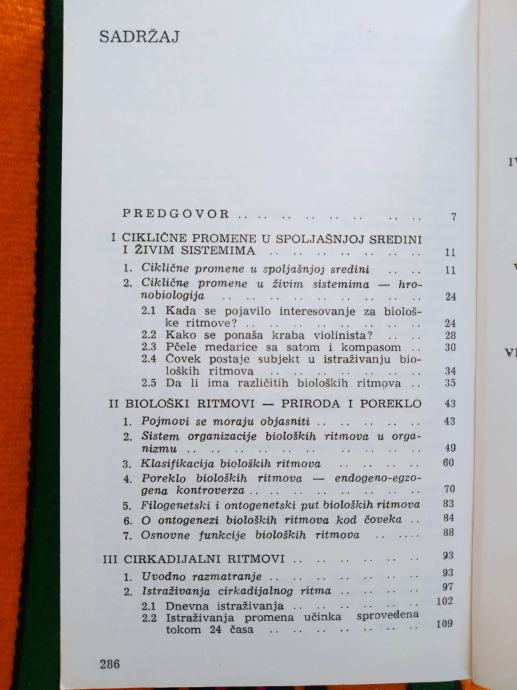 SADRŽAJ
PREDGOVOR .. .. .. .. .. .. .. .. 7
I CIKLIČNE PROMENE U SPOLJAŠNJOJ SREDINI
I ŽIVIM SISTEMIMA .. .. .. .. .. .. .. 11
1. Ciklične promene u spoljašnjoj sredini .. .. 11
2. Ciklične promene u živim sistemima — hro-
nobiologija .. .. .. .. .. .. .. .. 24
2.1 Kada se pojavilo interesovanje za biološ-
ke ritmove? .. .. .. .. .. .. .. 24
2.2 Kako se ponaša kraba violinista? .. .. 28
2.3 Pčele medarice sa satom i kompasom .. 30
2.4 Čovek postaje subjekt u istraživanju bio-
loških ritmova .. .. .. .. .. .. 34
2.5 Da li ima različitih bioloških ritmova .. 35
II BIOLOŠKI RITMOVI — PRIRODA I POREKLO 43
1. Pojmovi se moraju objasniti .. .. .. .. 43
2. Sistem organizacije bioloških ritmova u orga-
nizmu .. .. .. .. .. .. .. .. .. 49
3. Klasifikacija bioloških ritmova .. .. .. 60
4. Poreklo bioloških ritmova — endogeno-egzo-
gena kontroverza .. .. .. .. .. .. .. 70
5. Filogenetski i ontogenetski put bioloških ritmova 83
6. O ontogenezi bioloških ritmova kod čoveka .. 84
7. Osnovne funkcije bioloških ritmova .. .. 88
III CIRKADIJALNI RITMOVI .. .. .. .. .. 93
1. Uvodno razmatranje .. .. .. .. .. .. 93
2. Istraživanja cirkadijalnog ritma .. .. .. 97
2.1 Dnevna istraživanja .. .. .. .. .. 102
2.2 Istraživanja promena učinka sprovedena
tokom 24 časa .. .. .. .. .. .. 109
286